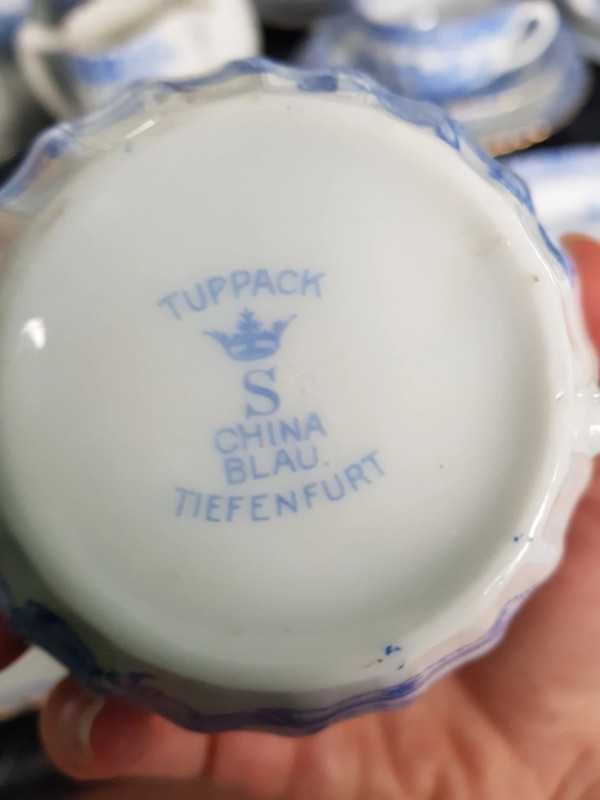 TUPPACK
S
CHINA
BLAU.
TIEFENFURT